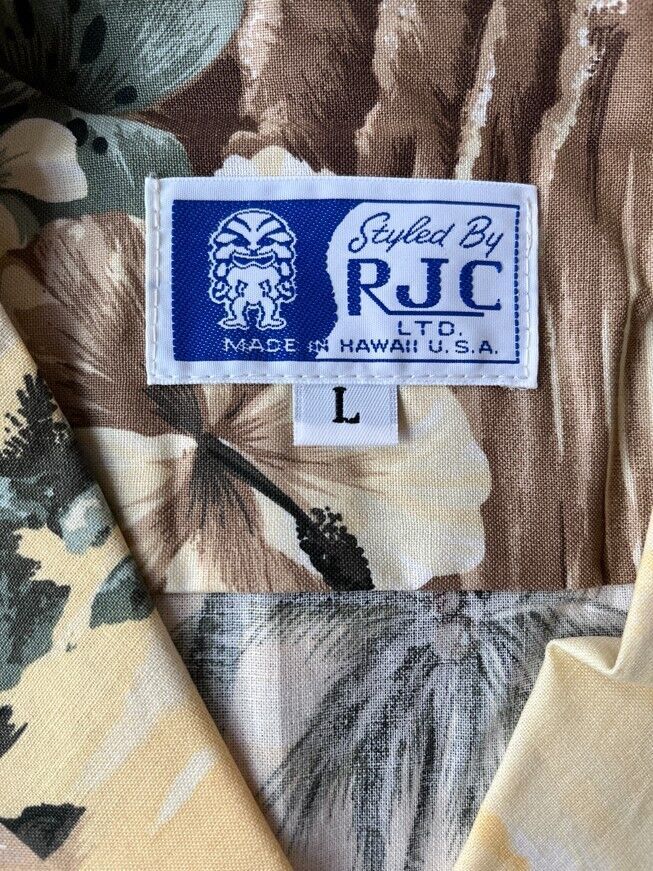 Styled By
RJC
LTD.
MADE IN HAWAII U.S.A.
L